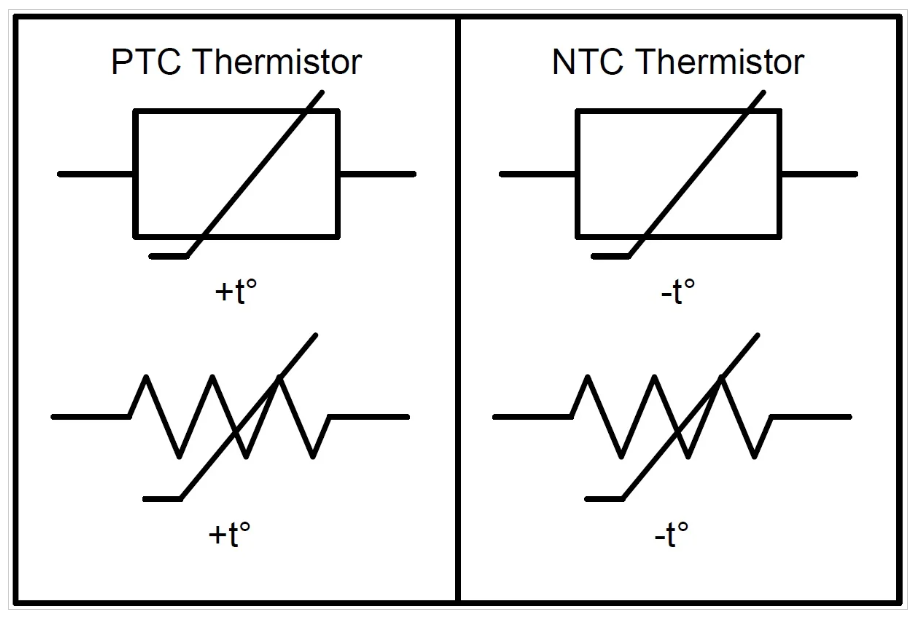 PTC Thermistor
+t°
+t°
NTC Thermistor
-t°
-t°